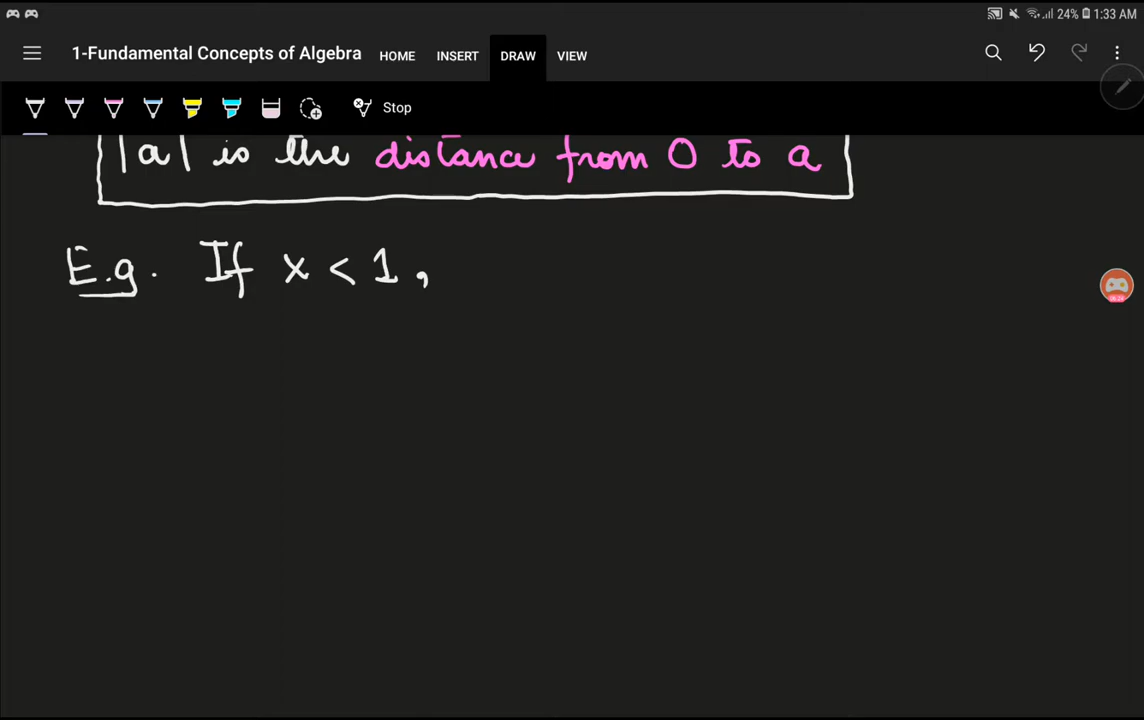 24% 1:33 AM
1-Fundamental Concepts of Algebra HOME INSERT DRAW VIEW
Stop
|a| is the distance from 0 to a
E.g. If x < 1 ,